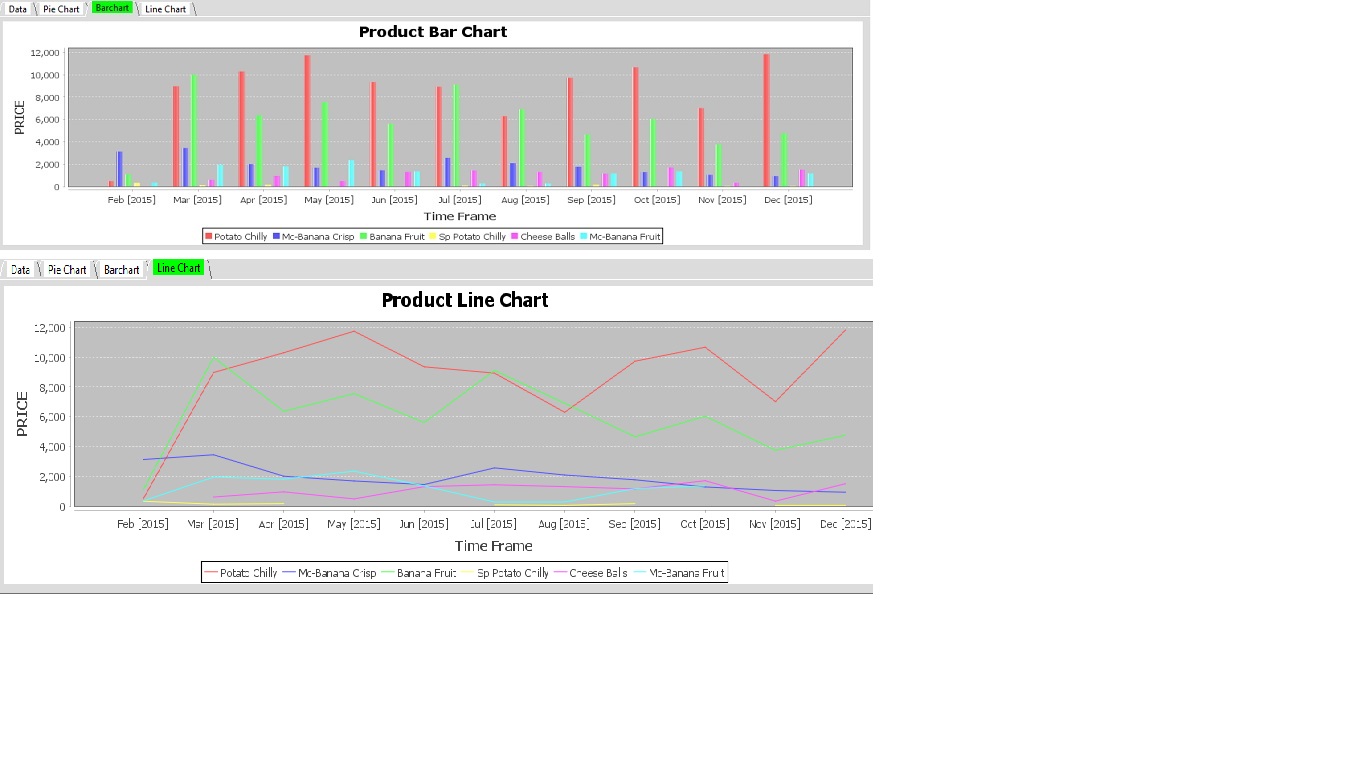 Data Pie Chart Barchart Line Chart
Product Bar Chart
12,000
10,000
8,000
6,000
4,000
2,000
0
PRICE
Feb [2015] Mar [2015] Apr [2015] May [2015] Jun [2015] Jul [2015] Aug [2015] Sep [2015] Oct [2015] Nov [2015] Dec [2015]
Time Frame
Potato Chilly Mc-Banana Crisp Banana Fruit Sp Potato Chilly Cheese Balls Mc-Banana Fruit
Data Pie Chart Barchart Line Chart
Product Line Chart
12,000
10,000
8,000
6,000
4,000
2,000
0
PRICE
Feb [2015] Mar [2015] Apr [2015] May [2015] Jun [2015] Jul [2015] Aug [2015] Sep [2015] Oct [2015] Nov [2015] Dec [2015]
Time Frame
Potato Chilly Mc-Banana Crisp Banana Fruit Sp Potato Chilly Cheese Balls Mc-Banana Fruit